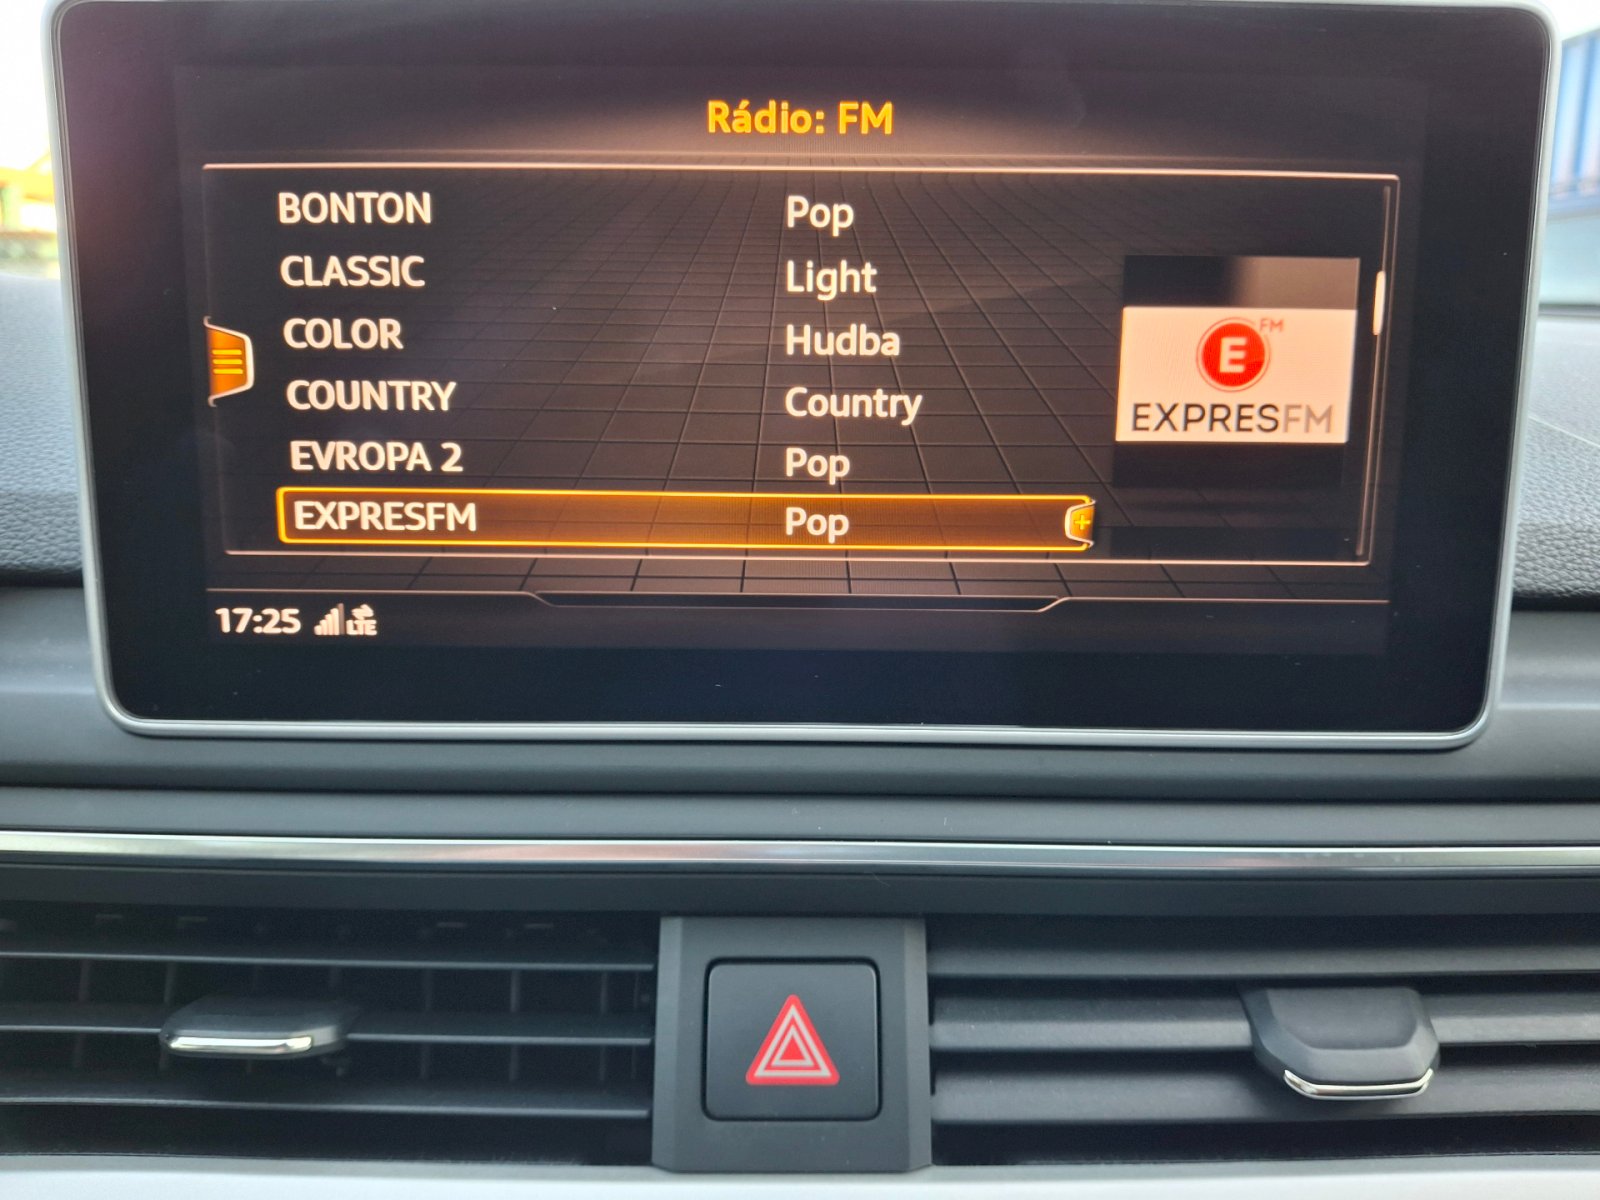 Rádio: FM
BONTON Pop
CLASSIC Light
COLOR Hudba
COUNTRY Country
EVROPA 2 Pop
EXPRESFM Pop
E FM
EXPRESFM
17:25 LTE